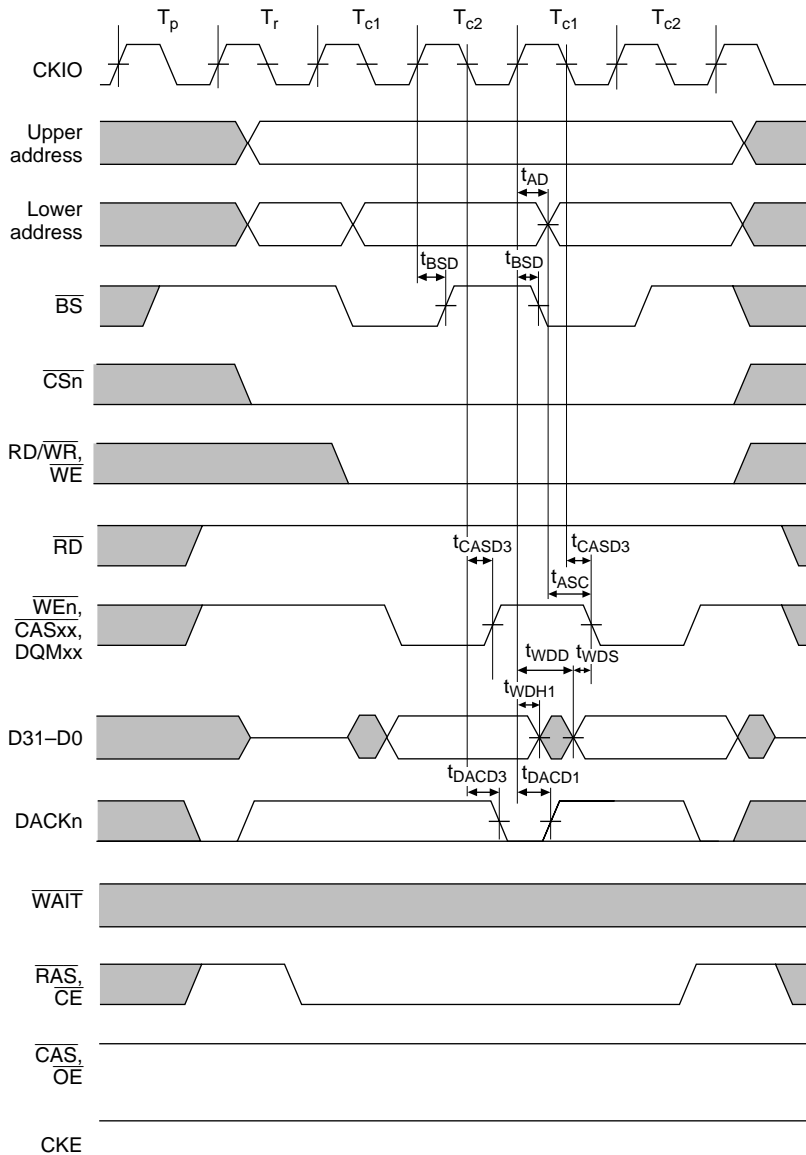 Tp Tr Tc1 Tc2 Tc1 Tc2
CKIO
Upper
address
tAD
Lower
address
tBSD tBSD
BS
CSn
RD/WR,
WE
RD
tCASD3 tCASD3
tASC
WEn,
CASxx,
DQMxx
tWDD tWDS
tWDH1
D31–D0
tDACD3 tDACD1
DACKn
WAIT
RAS,
CE
CAS,
OE
CKE